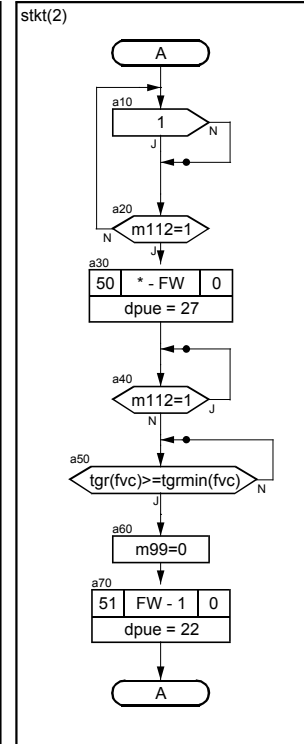 stkt(2)
A
a10
1
N
J
a20
m112=1
N
J
a30
50 * - FW 0
dpue = 27
a40
m112=1
J
N
a50
tgr(fvc)>=tgrmin(fvc)
N
J
a60
m99=0
a70
51 FW - 1 0
dpue = 22
A